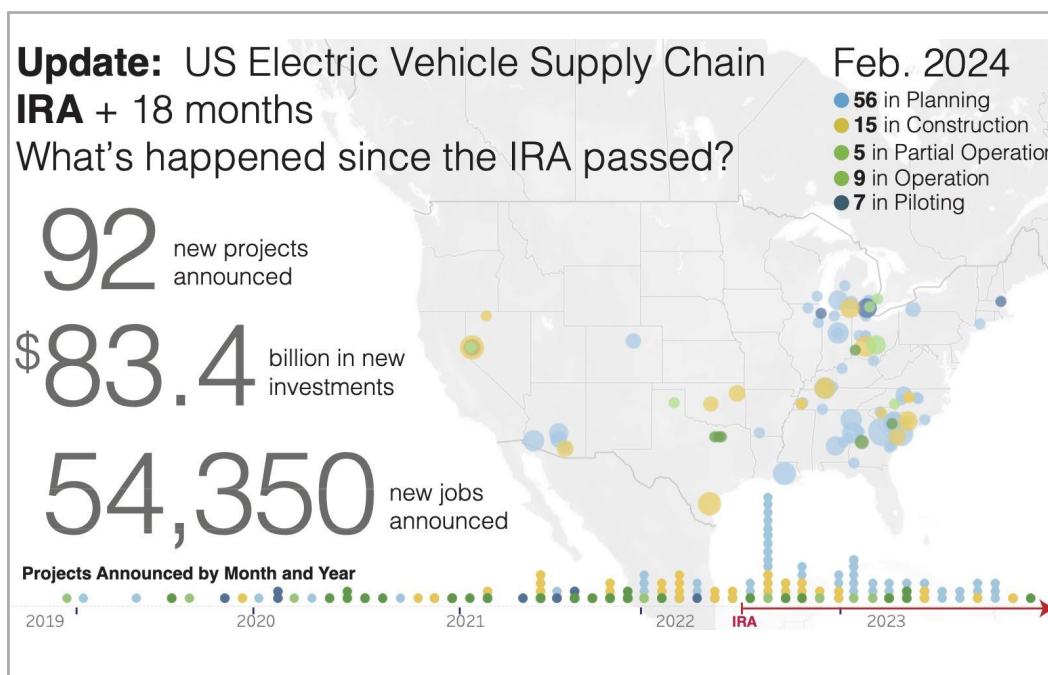 Update: US Electric Vehicle Supply Chain
IRA + 18 months
What's happened since the IRA passed?
Feb. 2024
56 in Planning
15 in Construction
5 in Partial Operation
9 in Operation
7 in Piloting
92 new projects
announced
$83.4 billion in new
investments
54,350 new jobs
announced
Projects Announced by Month and Year
2019 2020 2021 2022 IRA 2023